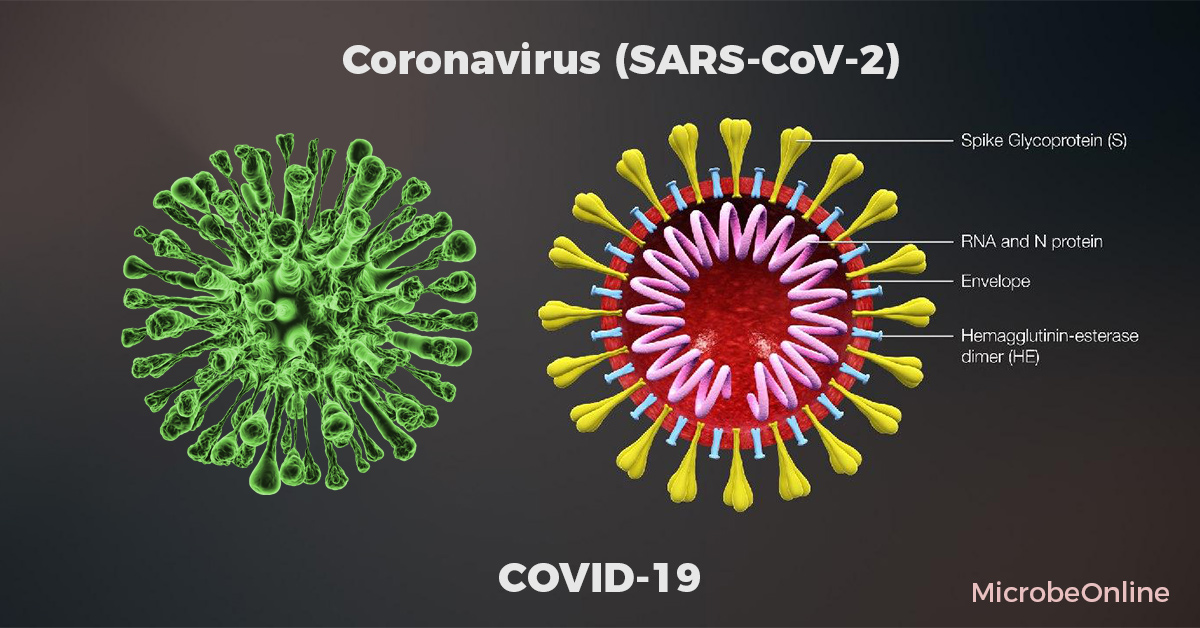 Coronavirus (SARS-CoV-2)
Spike Glycoprotein (S)
RNA and N protein
Envelope
Hemagglutinin-esterase
dimer (HE)
COVID-19
MicrobeOnline